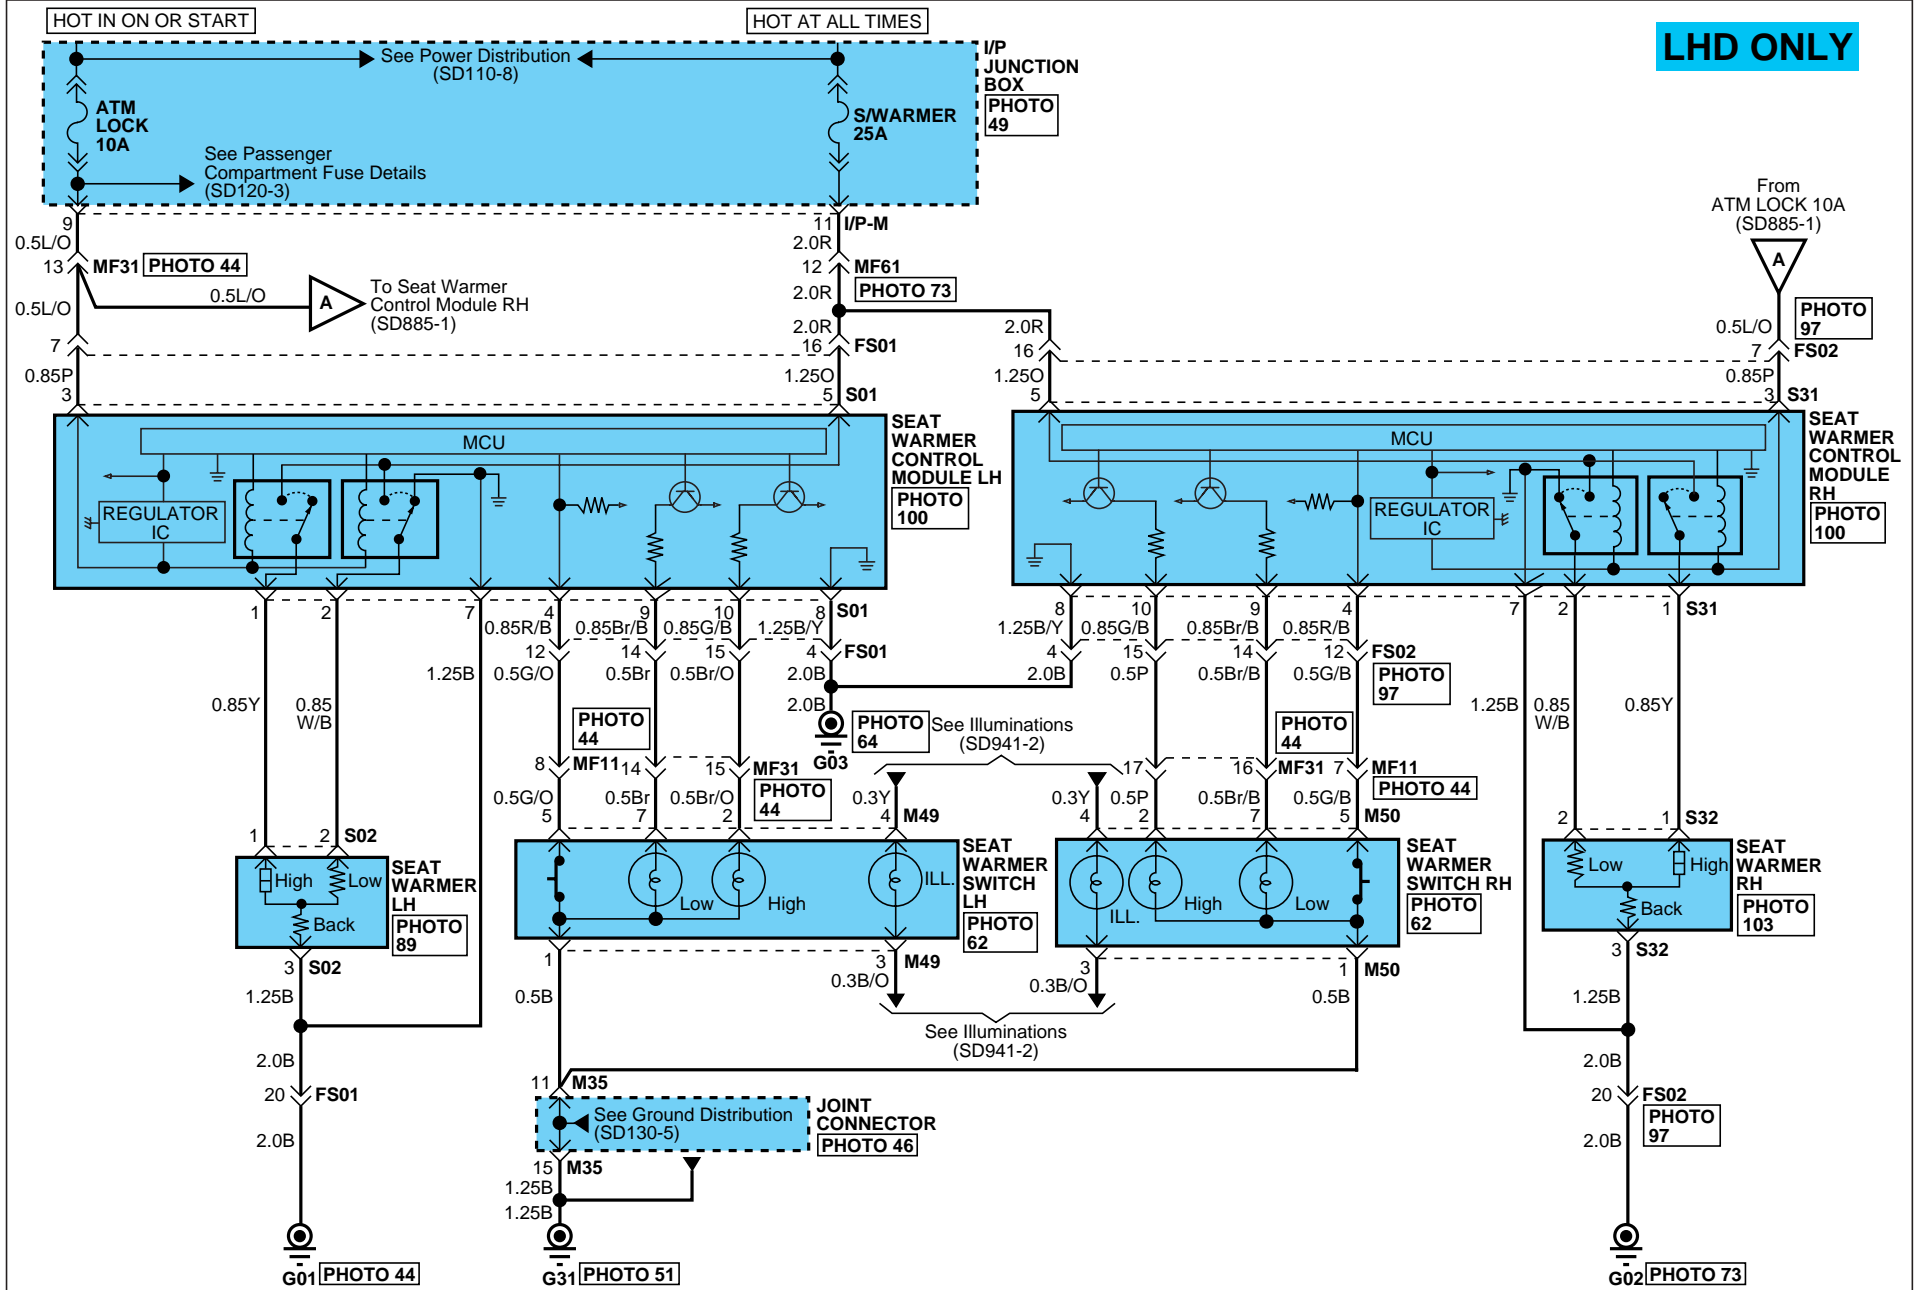 HOT IN ON OR START
HOT AT ALL TIMES
LHD ONLY
See Power Distribution
(SD110-8)
I/P
JUNCTION
BOX
PHOTO
49
ATM
LOCK
10A
S/WARMER
25A
See Passenger
Compartment Fuse Details
(SD120-3)
From
ATM LOCK 10A
(SD885-1)
A
9
11
I/P-M
0.5L/O
2.0R
13
MF31
PHOTO 44
12
MF61
PHOTO 73
0.5L/O
0.5L/O
A
To Seat Warmer
Control Module RH
(SD885-1)
2.0R
2.0R
2.0R
0.5L/O
PHOTO
97
7
16
FS01
16
7
FS02
0.85P
1.25O
1.25O
0.85P
3
5
S01
5
3
S31
MCU
REGULATOR
IC
SEAT
WARMER
CONTROL
MODULE LH
PHOTO
100
MCU
REGULATOR
IC
SEAT
WARMER
CONTROL
MODULE
RH
PHOTO
100
1
2
7
4
9
10
8
S01
8
10
9
4
7
2
1
S31
0.85R/B
0.85Br/B
0.85G/B
1.25B/Y
1.25B/Y
0.85G/B
0.85Br/B
0.85R/B
12
14
15
4
FS01
4
15
14
12
FS02
1.25B
0.5G/O
0.5Br
0.5Br/O
2.0B
2.0B
0.5P
0.5Br/B
0.5G/B
PHOTO
97
0.85Y
0.85
W/B
2.0B
1.25B
0.85
W/B
0.85Y
PHOTO
44
G03
PHOTO
64
See Illuminations
(SD941-2)
PHOTO
44
8
MF11
14
15
MF31
PHOTO
44
17
16
MF31
7
MF11
PHOTO 44
0.5G/O
0.5Br
0.5Br/O
0.3Y
0.3Y
0.5P
0.5Br/B
0.5G/B
5
7
2
4
M49
4
2
7
5
M50
1
2
S02
2
1
S32
High
Low
Back
SEAT
WARMER
LH
PHOTO
89
Low
High
ILL.
SEAT
WARMER
SWITCH
LH
PHOTO
62
ILL.
High
Low
SEAT
WARMER
SWITCH RH
PHOTO
62
Low
High
Back
SEAT
WARMER
RH
PHOTO
103
3
S02
1
3
M49
3
1
M50
3
S32
1.25B
0.5B
0.3B/O
0.3B/O
0.5B
1.25B
See Illuminations
(SD941-2)
2.0B
2.0B
20
FS01
11
M35
20
FS02
PHOTO
97
2.0B
2.0B
See Ground Distribution
(SD130-5)
JOINT
CONNECTOR
PHOTO 46
15
M35
1.25B
1.25B
G01
PHOTO 44
G31
PHOTO 51
G02
PHOTO 73